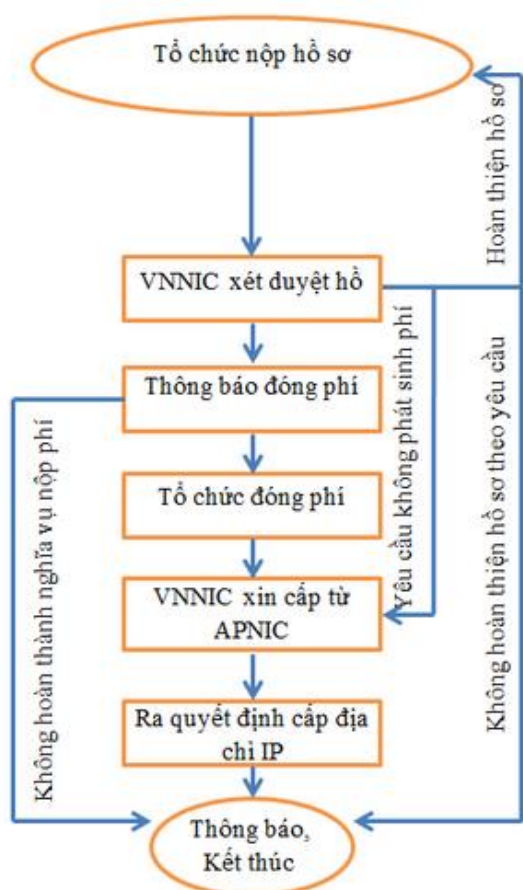 Tổ chức nộp hồ sơ
Hoàn thiện hồ sơ
VNNIC xét duyệt hồ
Thông báo đóng phí
Yêu cầu không phát sinh phí
Không hoàn thiện hồ sơ theo yêu cầu
Không hoàn thành nghĩa vụ nộp phí
Tổ chức đóng phí
VNNIC xin cấp từ
APNIC
Ra quyết định cấp địa
chỉ IP
Thông báo,
Kết thúc